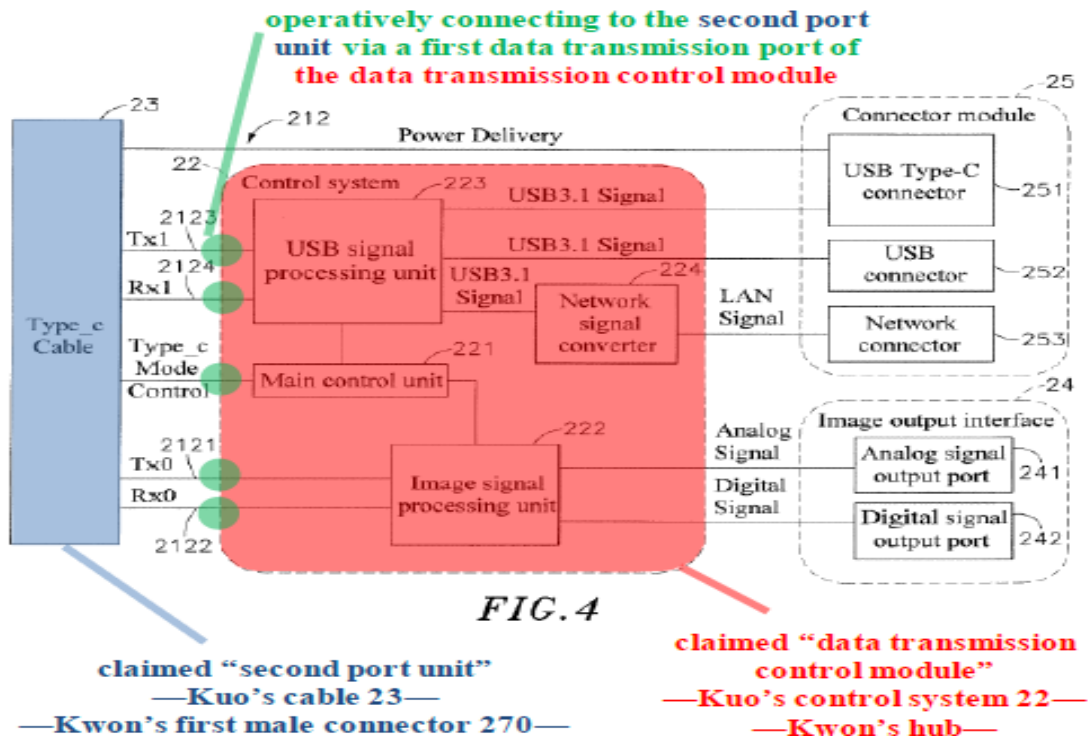 operatively connecting to the second port
unit via a first data transmission port of
the data transmission control module
23
212
Power Delivery
25
Connector module
USB Type-C
connector
251
22
Control system
223
USB3.1 Signal
2123
Tx1
USB signal
processing unit
USB3.1 Signal
USB
connector
252
2124
Rx1
USB3.1
Signal
224
Network
signal
converter
LAN
Signal
Network
connector
253
Type_c
Cable
Type_c
Mode
Control
221
Main control unit
24
Image output interface
222
2121
Tx0
Rx0
2122
Image signal
processing unit
Analog
Signal
Digital
Signal
Analog signal
output port
241
Digital signal
output port
242
FIG.4
claimed “second port unit”
—Kuo’s cable 23—
—Kwon’s first male connector 270—
claimed “data transmission
control module”
—Kuo’s control system 22—
—Kwon’s hub—